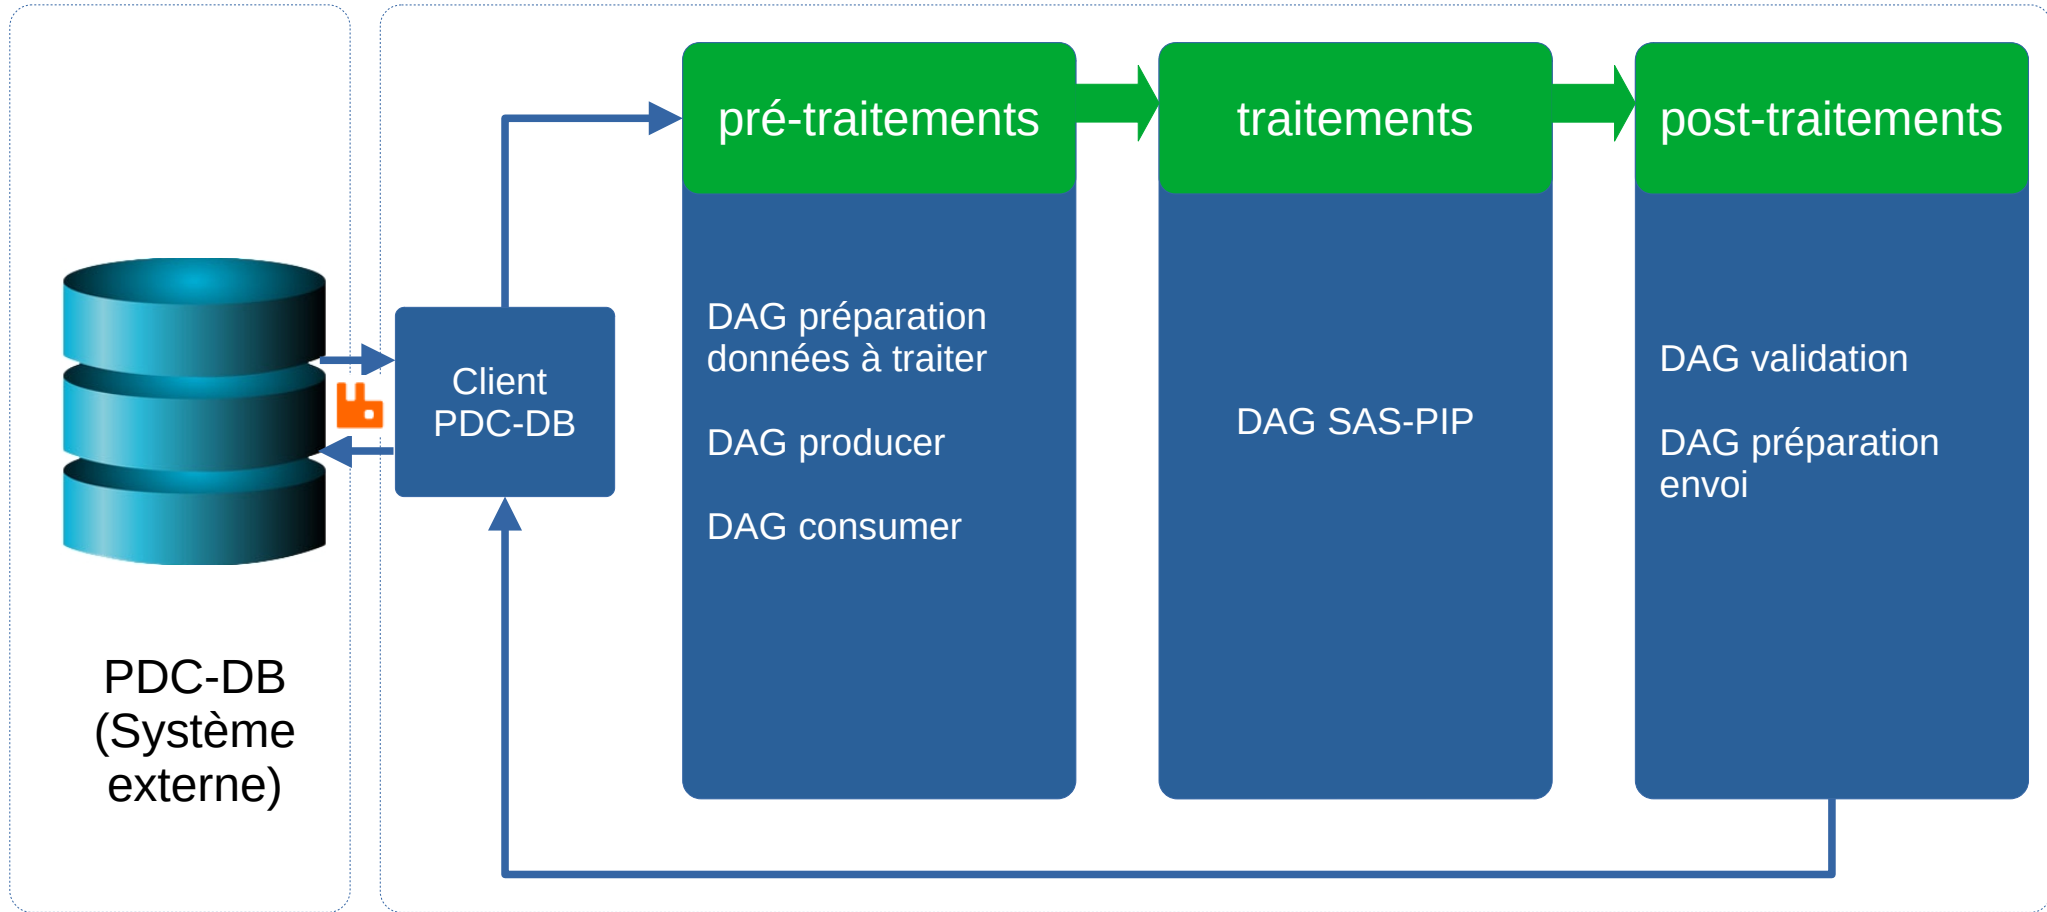 pré-traitements
traitements
post-traitements
DAG préparation
données à traiter
DAG producer
DAG consumer
DAG SAS-PIP
DAG validation
DAG préparation
envoi
Client
PDC-DB
PDC-DB
(Système
externe)